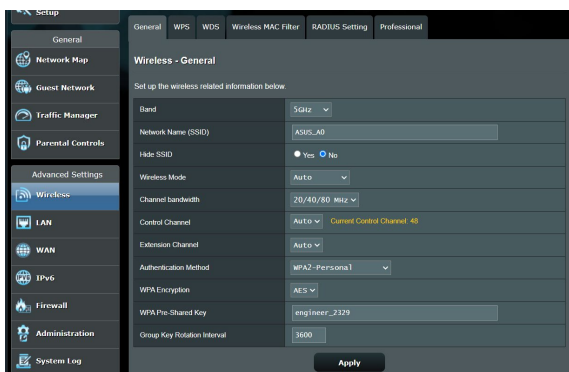 Setup
General WPS WDS Wireless MAC Filter RADIUS Setting Professional
General
Network Map
Guest Network
Traffic Manager
Parental Controls
Advanced Settings
Wireless
LAN
WAN
IPv6
Firewall
Administration
System Log
Wireless - General
Set up the wireless related information below.
Band 5GHz
Network Name (SSID) ASUS_A0
Hide SSID Yes No
Wireless Mode Auto
Channel bandwidth 20/40/80 MHz
Control Channel Auto Current Control Channel: 48
Extension Channel Auto
Authentication Method WPA2-Personal
WPA Encryption AES
WPA Pre-Shared Key engineer_2329
Group Key Rotation Interval 3600
Apply